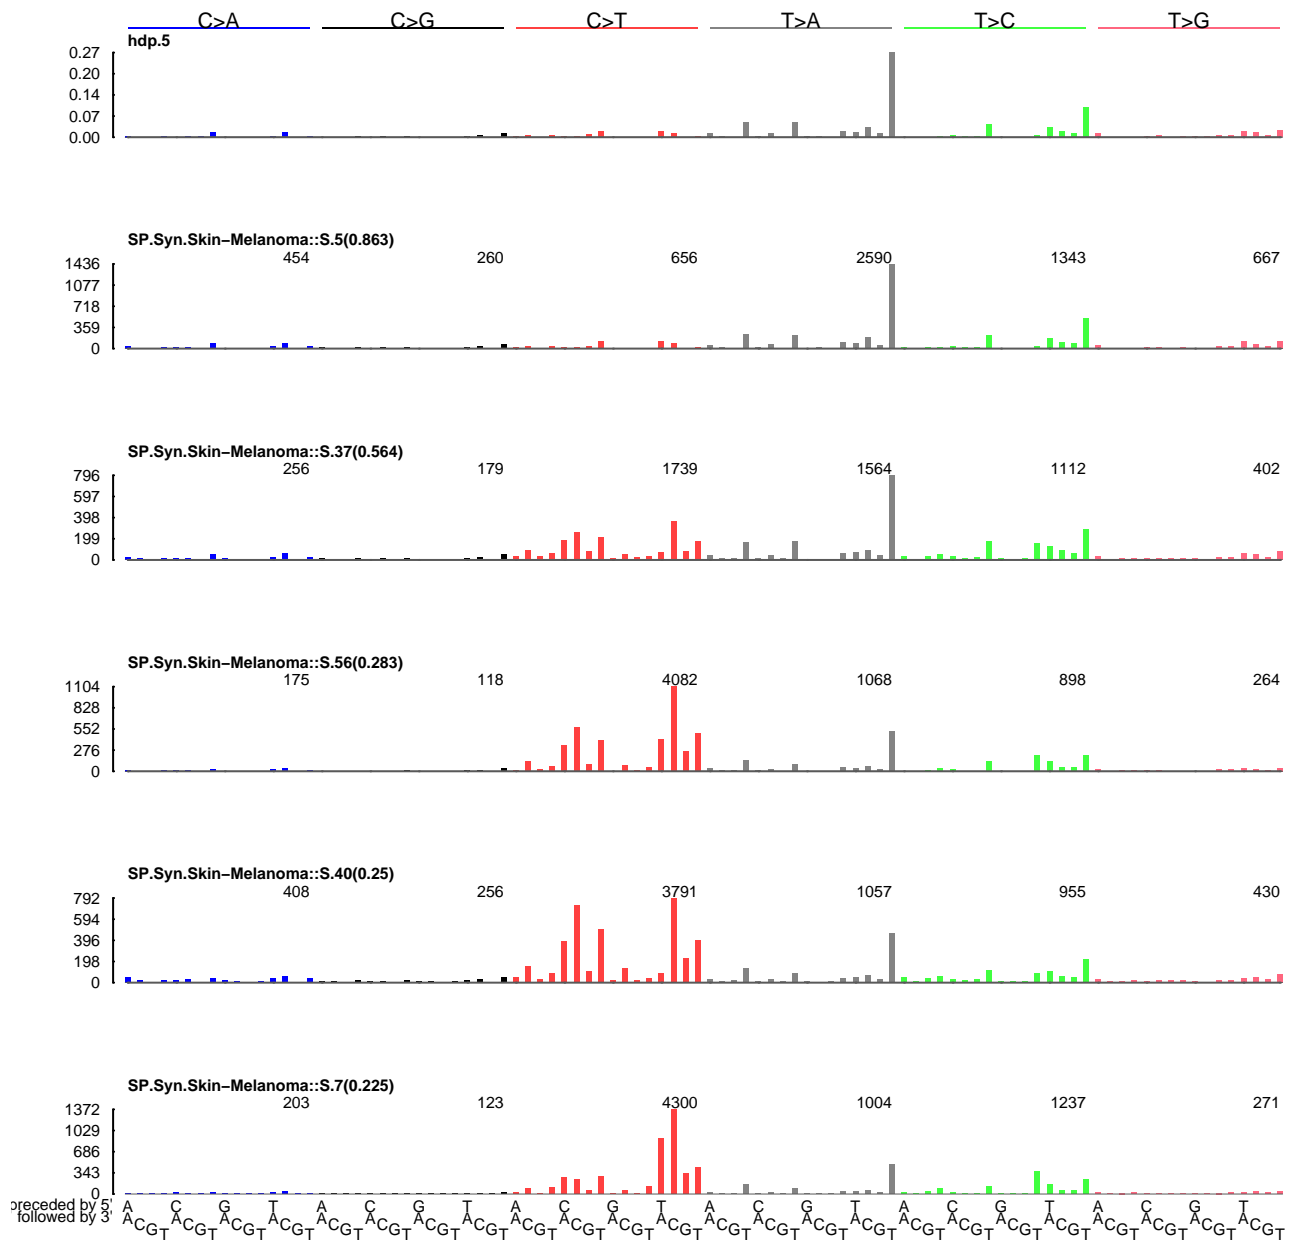 C>A C>G C>T T>A T>C T>G
hdp.5
0.27
0.20
0.14
0.07
0.00
SP.Syn.Skin−Melanoma::S.5(0.863)
454 260 656 2590 1343 667
1436
1077
718
359
0
SP.Syn.Skin−Melanoma::S.37(0.564)
256 179 1739 1564 1112 402
796
597
398
199
0
SP.Syn.Skin−Melanoma::S.56(0.283)
175 118 4082 1068 898 264
1104
828
552
276
0
SP.Syn.Skin−Melanoma::S.40(0.25)
408 256 3791 1057 955 430
792
594
396
198
0
SP.Syn.Skin−Melanoma::S.7(0.225)
203 123 4300 1004 1237 271
1372
1029
686
343
0
preceded by 5' A C G T A C G T A C G T A C G T A C G T A C G T
followed by 3' A C G T A C G T A C G T A C G T A C G T A C G T A C G T A C G T A C G T A C G T A C G T A C G T A C G T A C G T A C G T A C G T A C G T A C G T A C G T A C G T A C G T A C G T A C G T A C G T